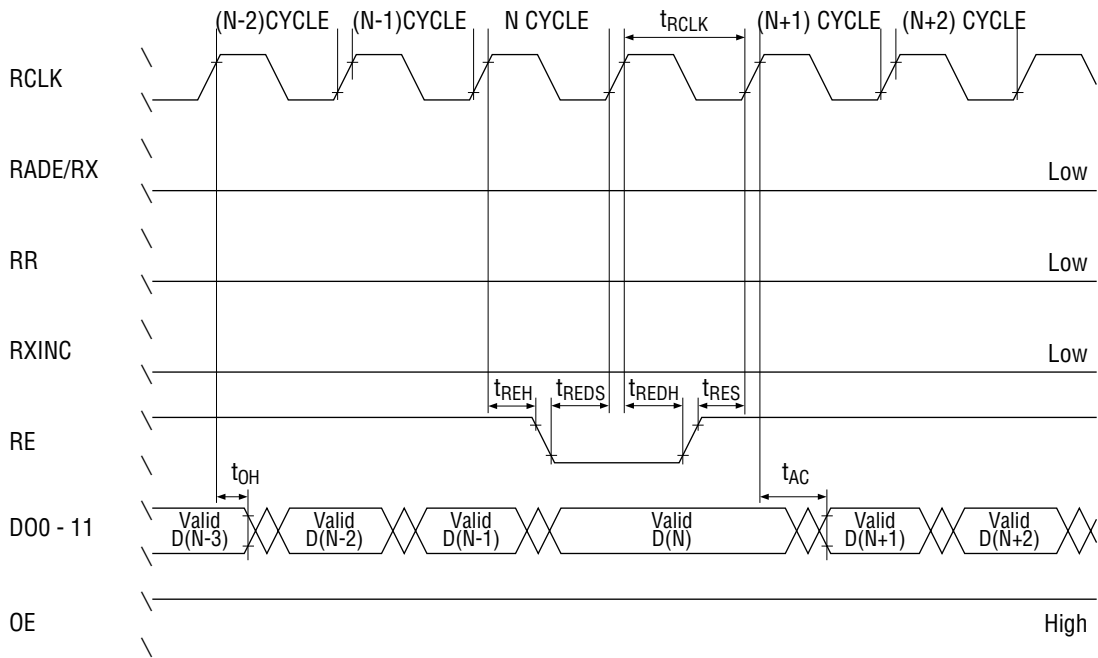 (N-2)CYCLE (N-1)CYCLE N CYCLE tRCLK (N+1) CYCLE (N+2) CYCLE
RCLK
RADE/RX Low
RR Low
RXINC Low
tREH tREDS tREDH tRES
RE
tOH tAC
DO0 - 11
Valid D(N-3)
Valid D(N-2)
Valid D(N-1)
Valid D(N)
Valid D(N+1)
Valid D(N+2)
OE High